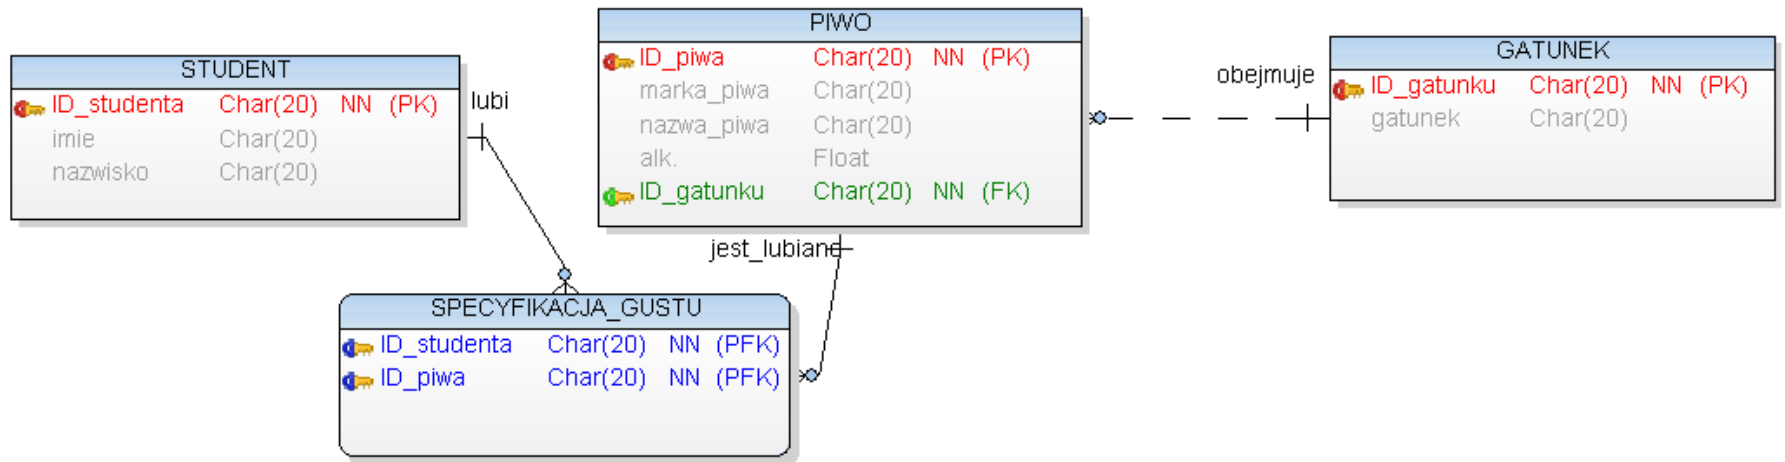 STUDENT
ID_studenta Char(20) NN (PK)
imie Char(20)
nazwisko Char(20)
lubi
PIWO
ID_piwa Char(20) NN (PK)
marka_piwa Char(20)
nazwa_piwa Char(20)
alk. Float
ID_gatunku Char(20) NN (FK)
obejmuje
GATUNEK
ID_gatunku Char(20) NN (PK)
gatunek Char(20)
jest_lubiane
SPECYFIKACJA_GUSTU
ID_studenta Char(20) NN (PFK)
ID_piwa Char(20) NN (PFK)